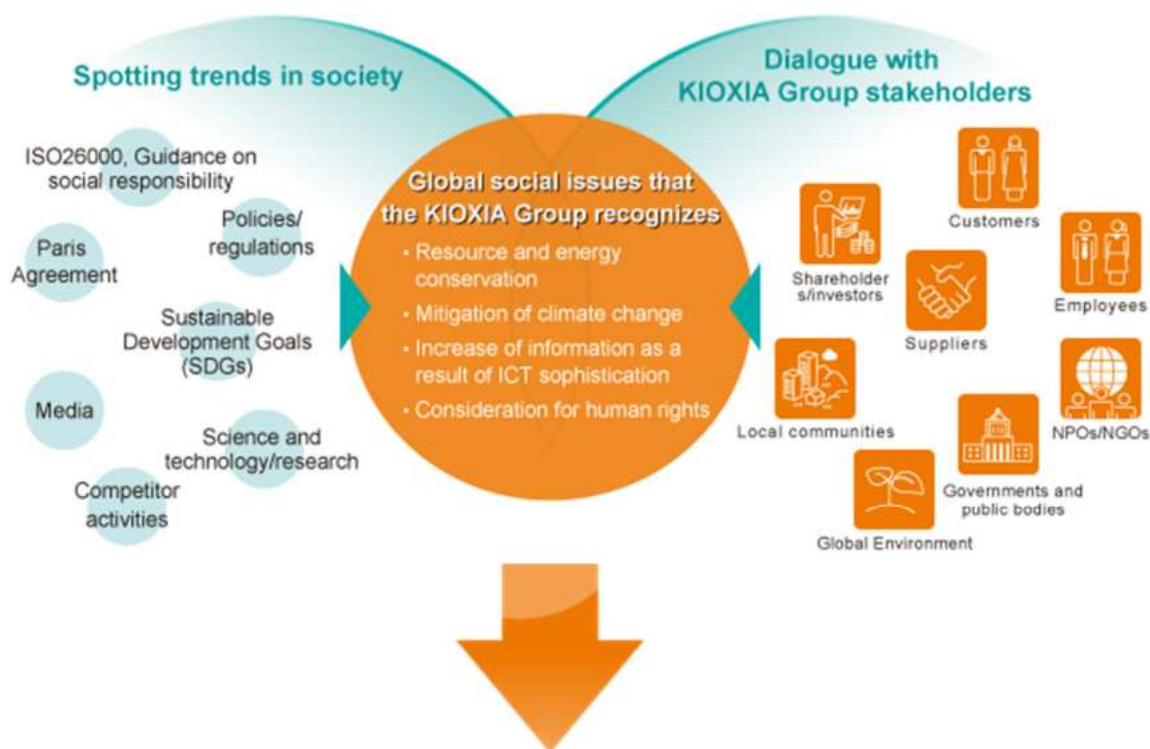 Spotting trends in society
ISO26000, Guidance on
social responsibility
Policies/
regulations
Paris
Agreement
Sustainable
Development Goals
(SDGs)
Media
Science and
technology/research
Competitor
activities
Global social issues that
the KIOXIA Group recognizes
• Resource and energy
conservation
• Mitigation of climate change
• Increase of information as a
result of ICT sophistication
• Consideration for human rights
Dialogue with
KIOXIA Group stakeholders
Customers
Shareholder
s/investors
Employees
Suppliers
Local communities
NPOs/NGOs
Governments and
public bodies
Global Environment